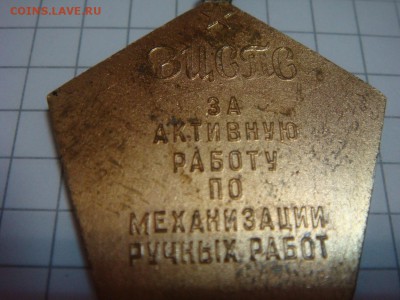 COINS.LAVE.RU
ВЦСПС
ЗА
АКТИВНУЮ
РАБОТУ
ПО
МЕХАНИЗАЦИИ
РУЧНЫХ РАБОТ